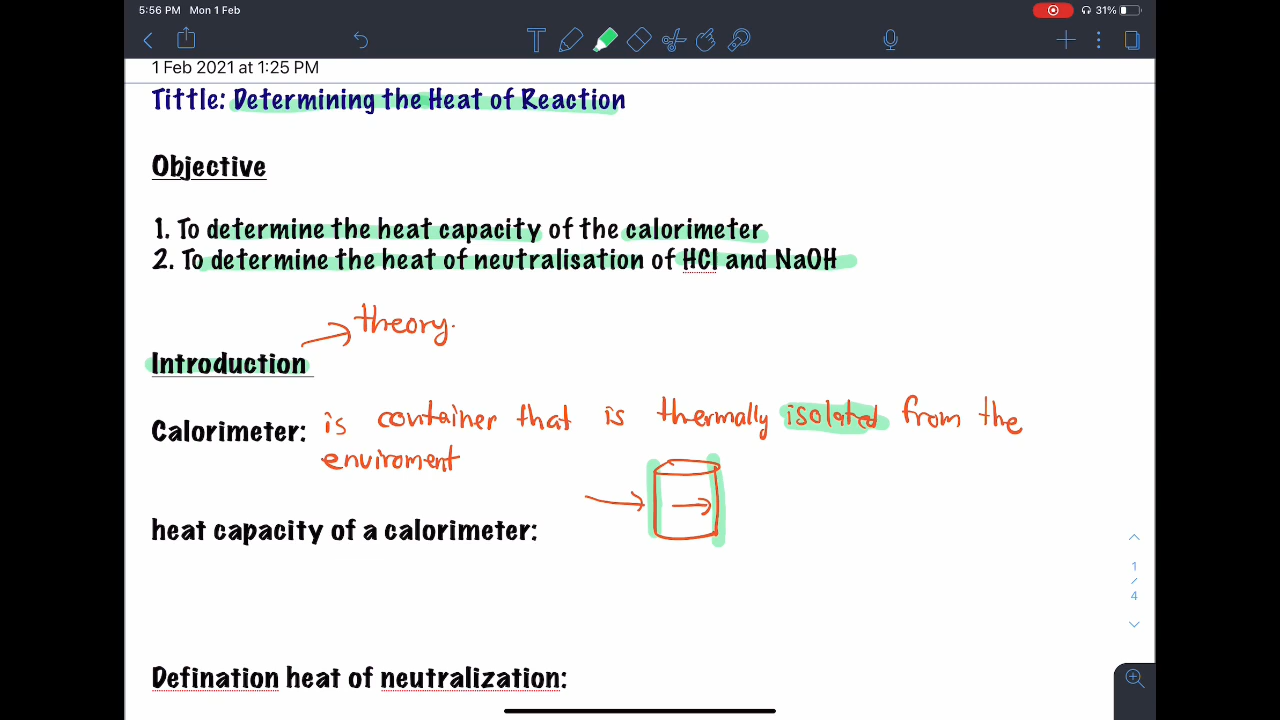 5:56 PM Mon 1 Feb
31%
1 Feb 2021 at 1:25 PM
Tittle: Determining the Heat of Reaction
Objective
1. To determine the heat capacity of the calorimeter
2. To determine the heat of neutralisation of HCl and NaOH
theory.
Introduction
Calorimeter: is container that is thermally isolated from the
enviroment
heat capacity of a calorimeter:
1
/
4
Defination heat of neutralization: